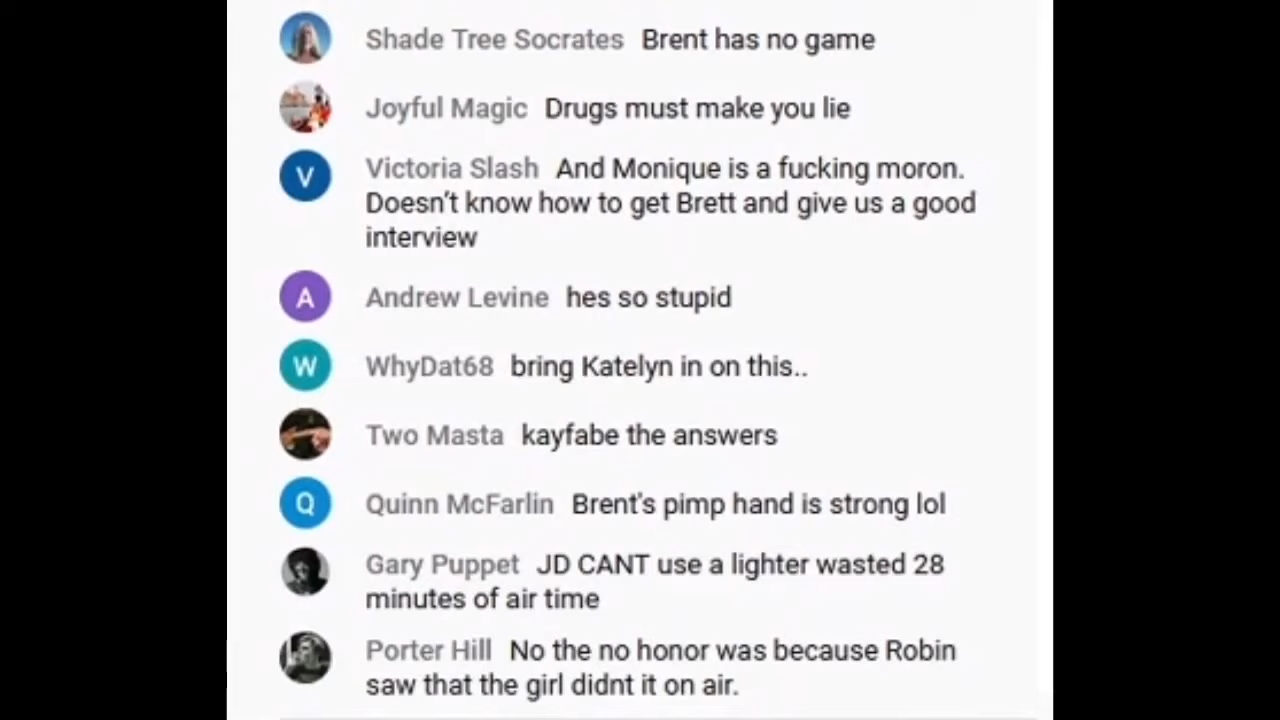 Shade Tree Socrates Brent has no game
Joyful Magic Drugs must make you lie
V Victoria Slash And Monique is a fucking moron.
Doesn't know how to get Brett and give us a good
interview
A Andrew Levine hes so stupid
W WhyDat68 bring Katelyn in on this..
Two Masta kayfabe the answers
Q Quinn McFarlin Brent's pimp hand is strong lol
Gary Puppet JD CANT use a lighter wasted 28
minutes of air time
Porter Hill No the no honor was because Robin
saw that the girl didnt it on air.